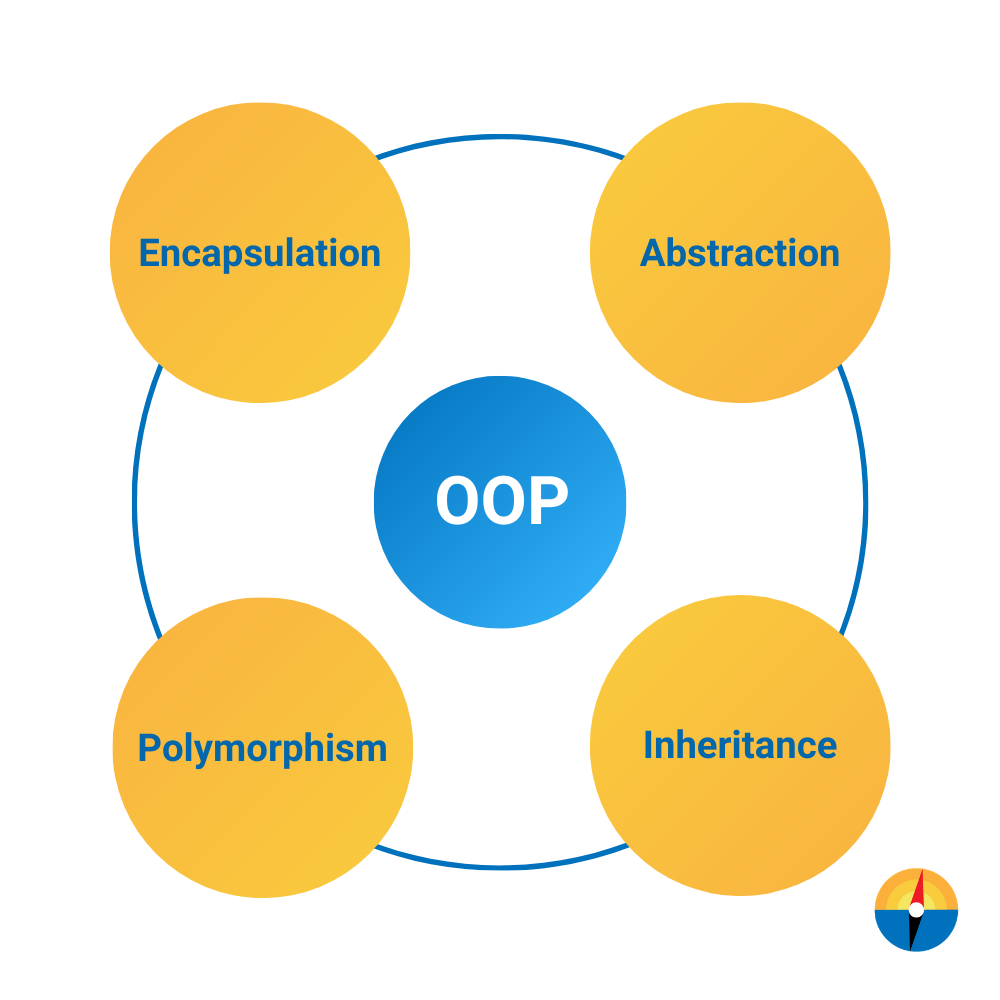 Encapsulation
Abstraction
OOP
Polymorphism
Inheritance